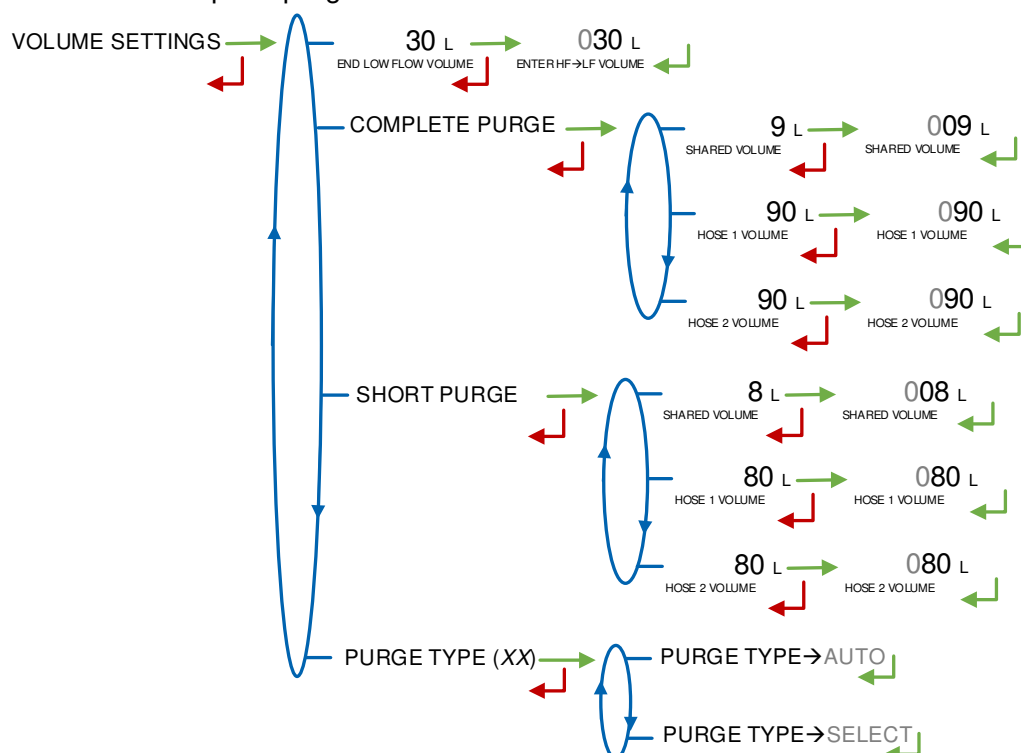 VOLUME SETTINGS
30 L
END LOW FLOW VOLUME
030 L
ENTER HF→LF VOLUME
COMPLETE PURGE
9 L
SHARED VOLUME
009 L
SHARED VOLUME
90 L
HOSE 1 VOLUME
090 L
HOSE 1 VOLUME
90 L
HOSE 2 VOLUME
090 L
HOSE 2 VOLUME
SHORT PURGE
8 L
SHARED VOLUME
008 L
SHARED VOLUME
80 L
HOSE 1 VOLUME
080 L
HOSE 1 VOLUME
80 L
HOSE 2 VOLUME
080 L
HOSE 2 VOLUME
PURGE TYPE (XX)
PURGE TYPE→AUTO
PURGE TYPE→SELECT